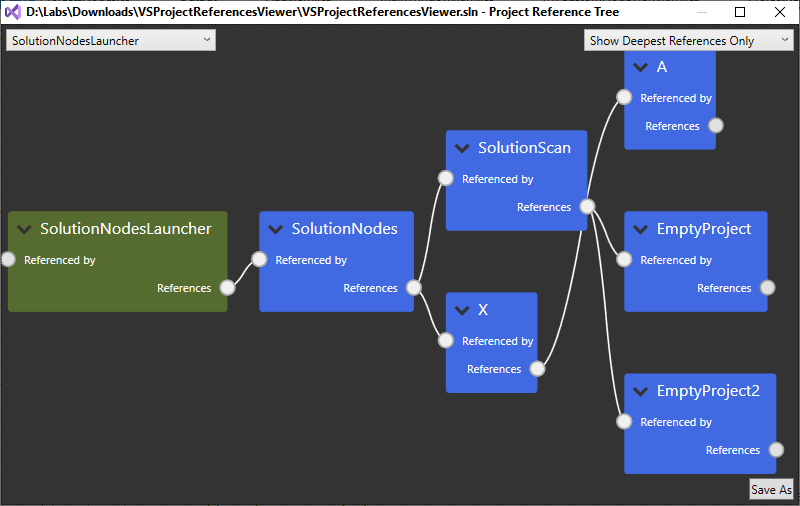 D:\Labs\Downloads\VSProjectReferencesViewer\VSProjectReferencesViewer.sln - Project Reference Tree
SolutionNodesLauncher
Show Deepest References Only
SolutionNodesLauncher
Referenced by
References
SolutionNodes
Referenced by
References
SolutionScan
Referenced by
References
X
Referenced by
References
A
Referenced by
References
EmptyProject
Referenced by
References
EmptyProject2
Referenced by
References
Save As